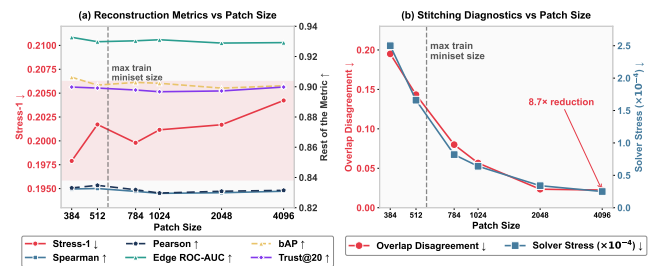 (a) Reconstruction Metrics vs Patch Size
0.2100
0.2075
0.2050
0.2025
0.2000
0.1975
0.1950
Stress-1 ↓
max train
miniset size
0.94
0.92
0.90
0.88
0.86
0.84
0.82
Rest of the Metric ↑
384 512 784 1024 2048 4096
Patch Size
Stress-1 ↓ Pearson ↑ bAP ↑
Spearman ↑ Edge ROC-AUC ↑ Trust@20 ↑
(b) Stitching Diagnostics vs Patch Size
0.20
0.15
0.10
0.05
0.00
Overlap Disagreement ↓
max train
miniset size
8.7× reduction
2.5
2.0
1.5
1.0
0.5
0.0
Solver Stress (×10⁻⁴) ↓
384 512 784 1024 2048 4096
Patch Size
Overlap Disagreement ↓ Solver Stress (×10⁻⁴) ↓